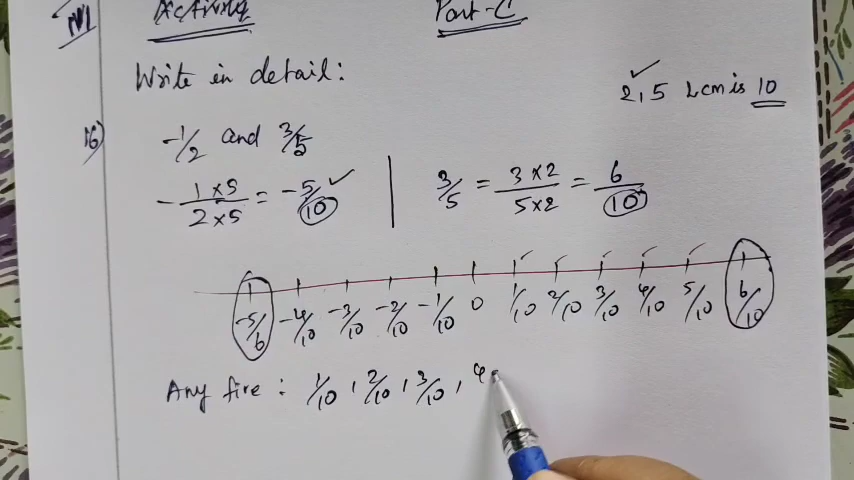 VII Activity Part-C
Write in detail:
2, 5 Lcm is 10
16) -1/2 and 3/5
-1×5/2×5 = -5/10 3/5 = 3×2/5×2 = 6/10
-5/6 -4/10 -3/10 -2/10 -1/10 0 1/10 2/10 3/10 4/10 5/10 6/10
Any five : 1/10, 2/10, 3/10, 4